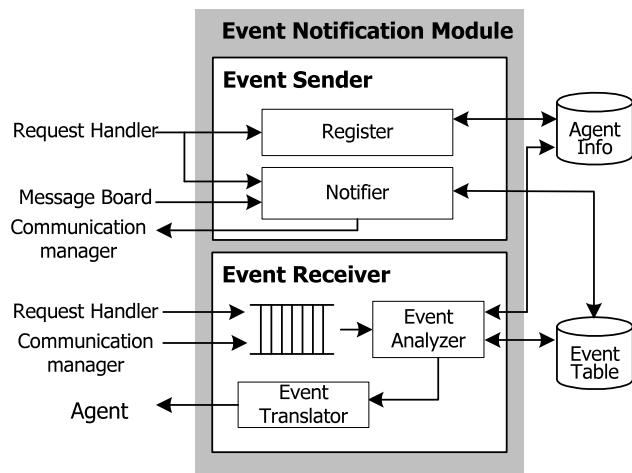 Event Notification Module
Event Sender
Request Handler
Register
Agent
Info
Message Board
Notifier
Communication
manager
Event Receiver
Request Handler
Communication
manager
Event
Analyzer
Event
Table
Agent
Event
Translator